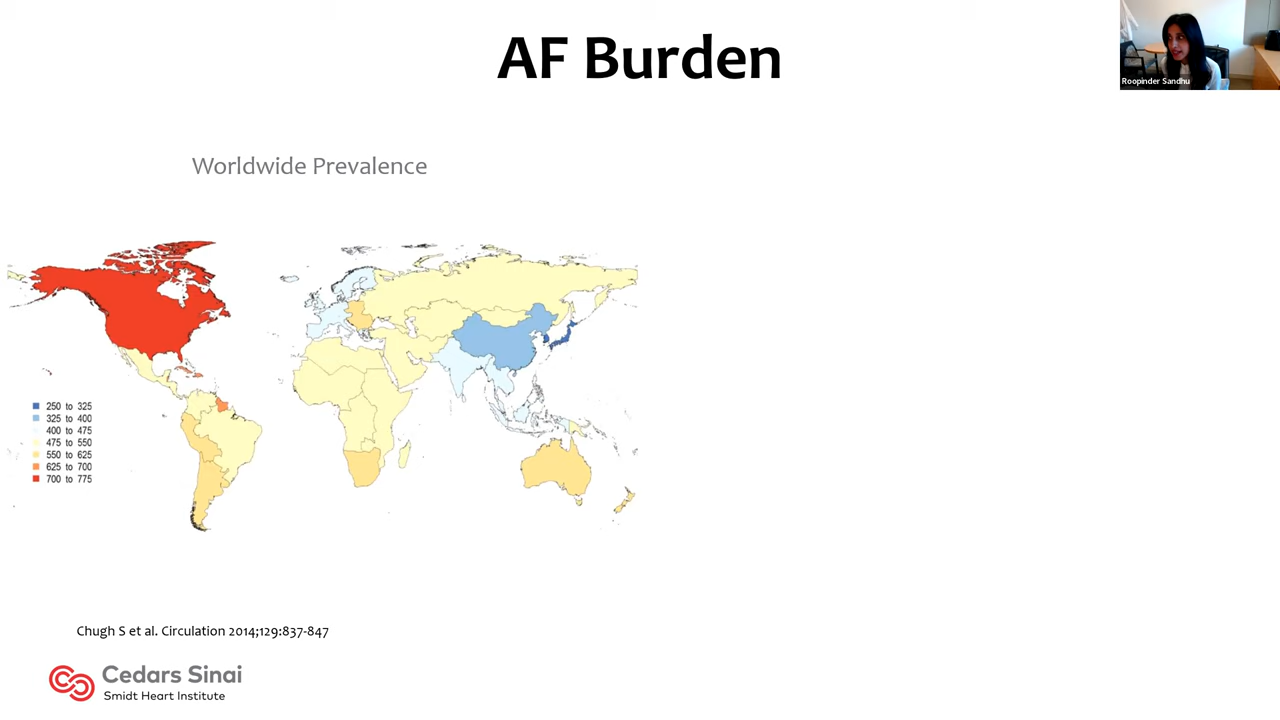 AF Burden
Roopinder Sandhu
Worldwide Prevalence
250 to 325
325 to 400
400 to 475
475 to 550
550 to 625
625 to 700
700 to 775
Chugh S et al. Circulation 2014;129:837-847
Cedars Sinai
Smidt Heart Institute